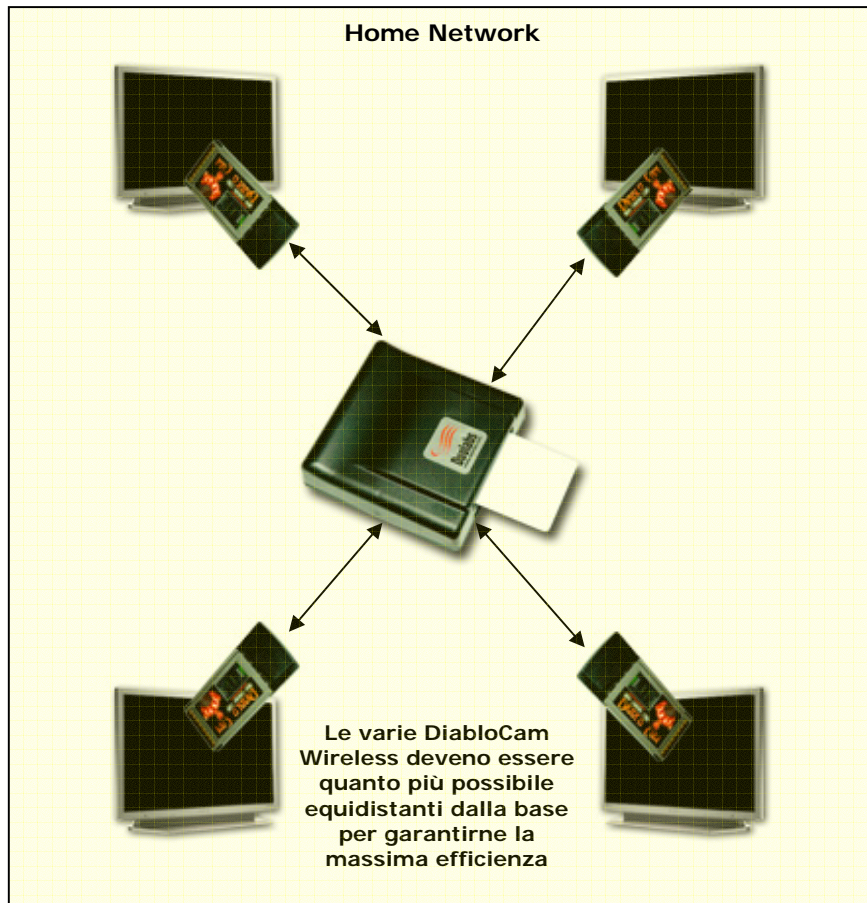 Home Network
Duolabs
Le varie DiabloCam
Wireless deveno essere
quanto più possibile
equidistanti dalla base
per garantirne la
massima efficienza